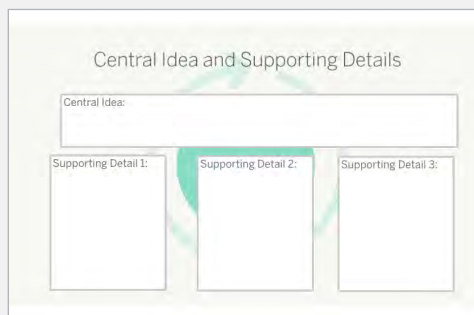 Central Idea and Supporting Details
Central Idea:
Supporting Detail 1:
Supporting Detail 2:
Supporting Detail 3: